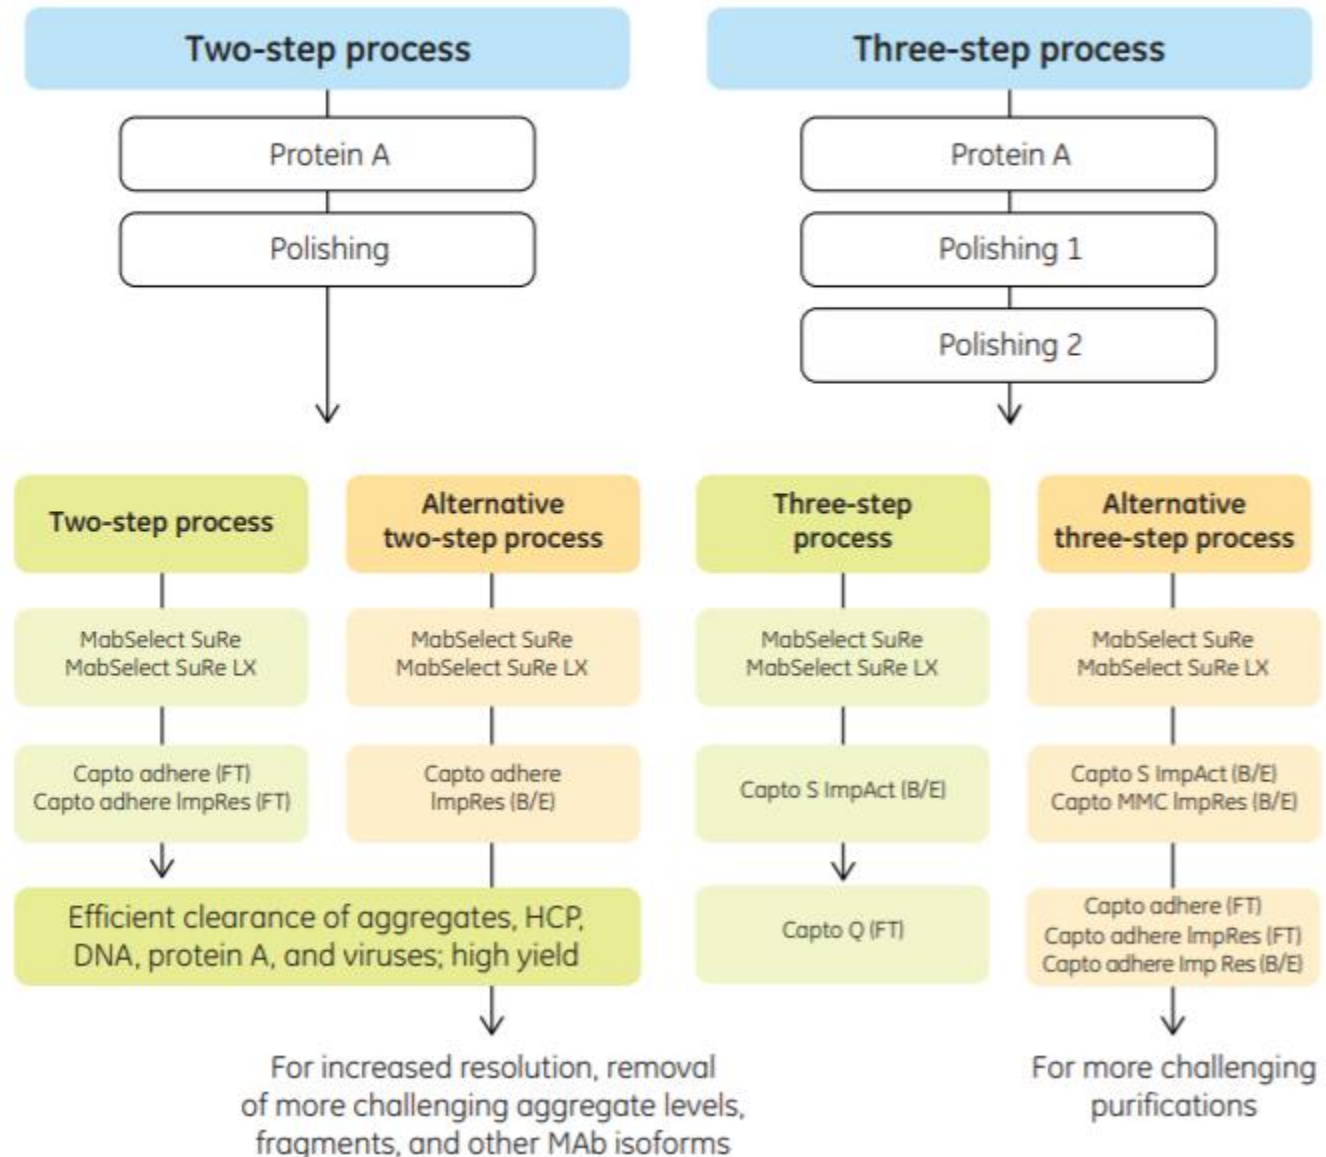 Two-step process
Protein A
Polishing
Three-step process
Protein A
Polishing 1
Polishing 2
Two-step process
MabSelect SuRe
MabSelect SuRe LX
Capto adhere (FT)
Capto adhere ImpRes (FT)
Alternative
two-step process
MabSelect SuRe
MabSelect SuRe LX
Capto adhere
ImpRes (B/E)
Efficient clearance of aggregates, HCP,
DNA, protein A, and viruses; high yield
For increased resolution, removal
of more challenging aggregate levels,
fragments, and other MAb isoforms
Three-step
process
MabSelect SuRe
MabSelect SuRe LX
Capto S ImpAct (B/E)
Capto Q (FT)
Alternative
three-step process
MabSelect SuRe
MabSelect SuRe LX
Capto S ImpAct (B/E)
Capto MMC ImpRes (B/E)
Capto adhere (FT)
Capto adhere ImpRes (FT)
Capto adhere Imp Res (B/E)
For more challenging
purifications